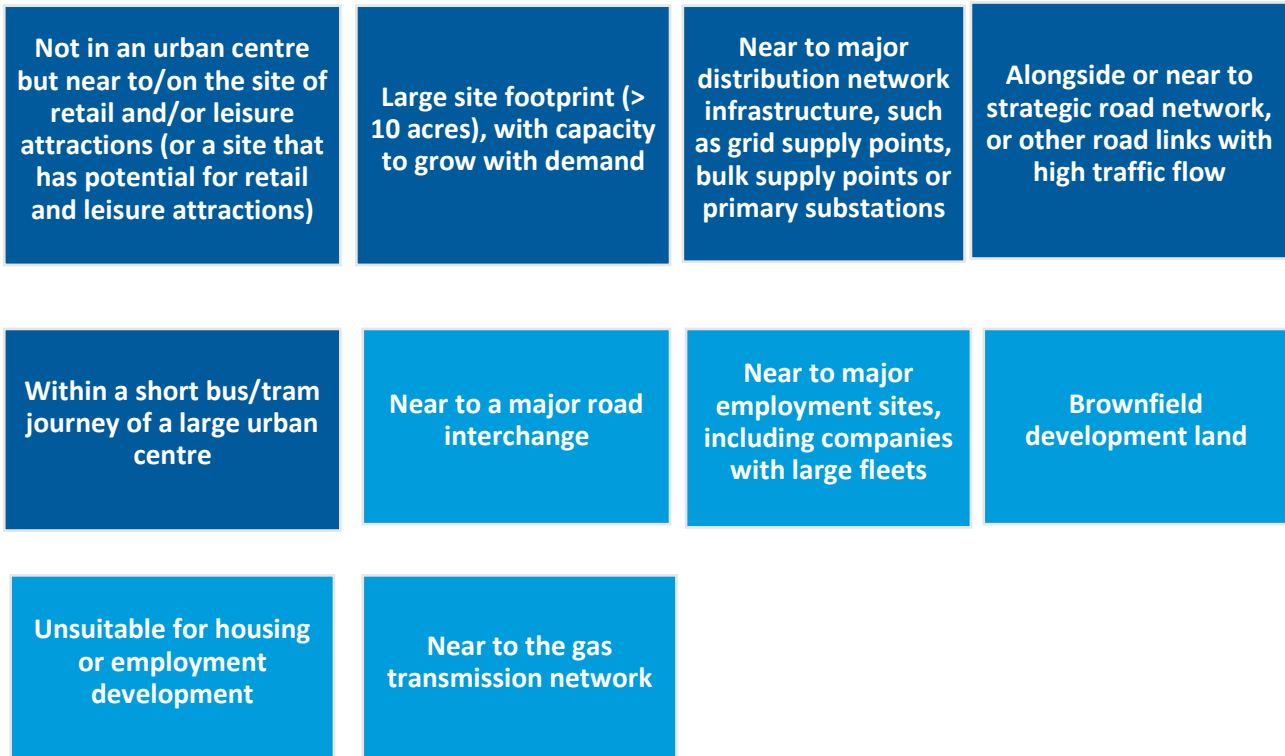 Not in an urban centre
but near to/on the site of
retail and/or leisure
attractions (or a site that
has potential for retail
and leisure attractions)
Large site footprint (>
10 acres), with capacity
to grow with demand
Near to major
distribution network
infrastructure, such
as grid supply points,
bulk supply points or
primary substations
Alongside or near to
strategic road network,
or other road links with
high traffic flow
Within a short bus/tram
journey of a large urban
centre
Near to a major road
interchange
Near to major
employment sites,
including companies
with large fleets
Brownfield
development land
Unsuitable for housing
or employment
development
Near to the gas
transmission network